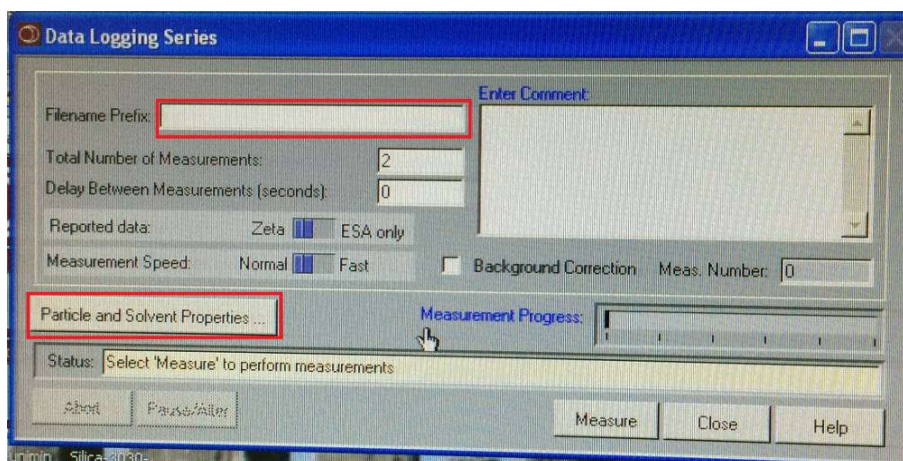 Data Logging Series
Filename Prefix:
Enter Comment:
Total Number of Measurements: 2
Delay Between Measurements (seconds): 0
Reported data: Zeta ESA only
Measurement Speed: Normal Fast
Background Correction Meas. Number: 0
Particle and Solvent Properties ...
Measurement Progress:
Status: Select 'Measure' to perform measurements
Abort Pause/Alter Measure Close Help
unimin Silica-3030-